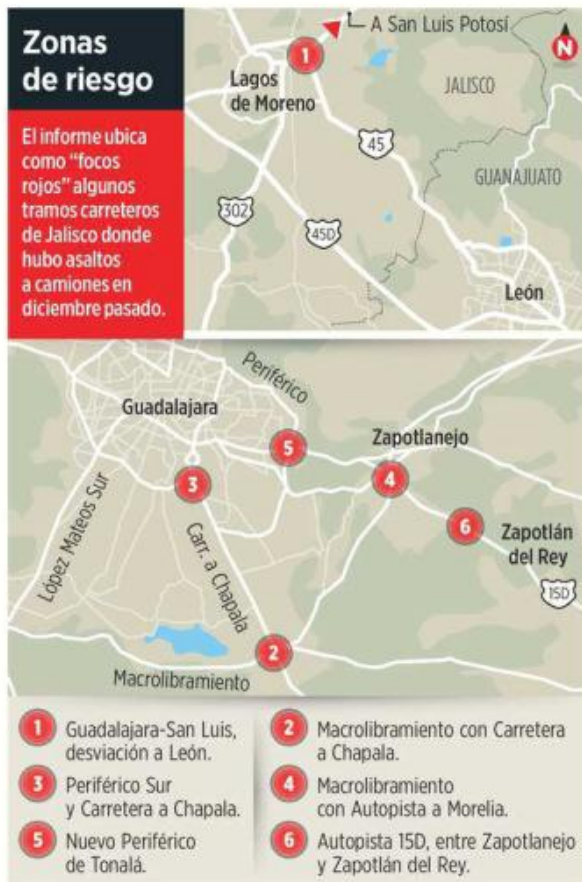 Zonas
de riesgo
El informe ubica
como “focos
rojos” algunos
tramos carreteros
de Jalisco donde
hubo asaltos
a camiones en
diciembre pasado.
A San Luis Potosí
N
1
Lagos
de Moreno
JALISCO
45
GUANAJUATO
302
45D
León
Periférico
Guadalajara
5
Zapotlanejo
3
4
6
Zapotlán
del Rey
López Mateos Sur
Carr. a Chapala
15D
2
Macrolibramiento
1 Guadalajara-San Luis,
desviación a León.
2 Macrolibramiento con Carretera
a Chapala.
3 Periférico Sur
y Carretera a Chapala.
4 Macrolibramiento
con Autopista a Morelia.
5 Nuevo Periférico
de Tonalá.
6 Autopista 15D, entre Zapotlanejo
y Zapotlán del Rey.